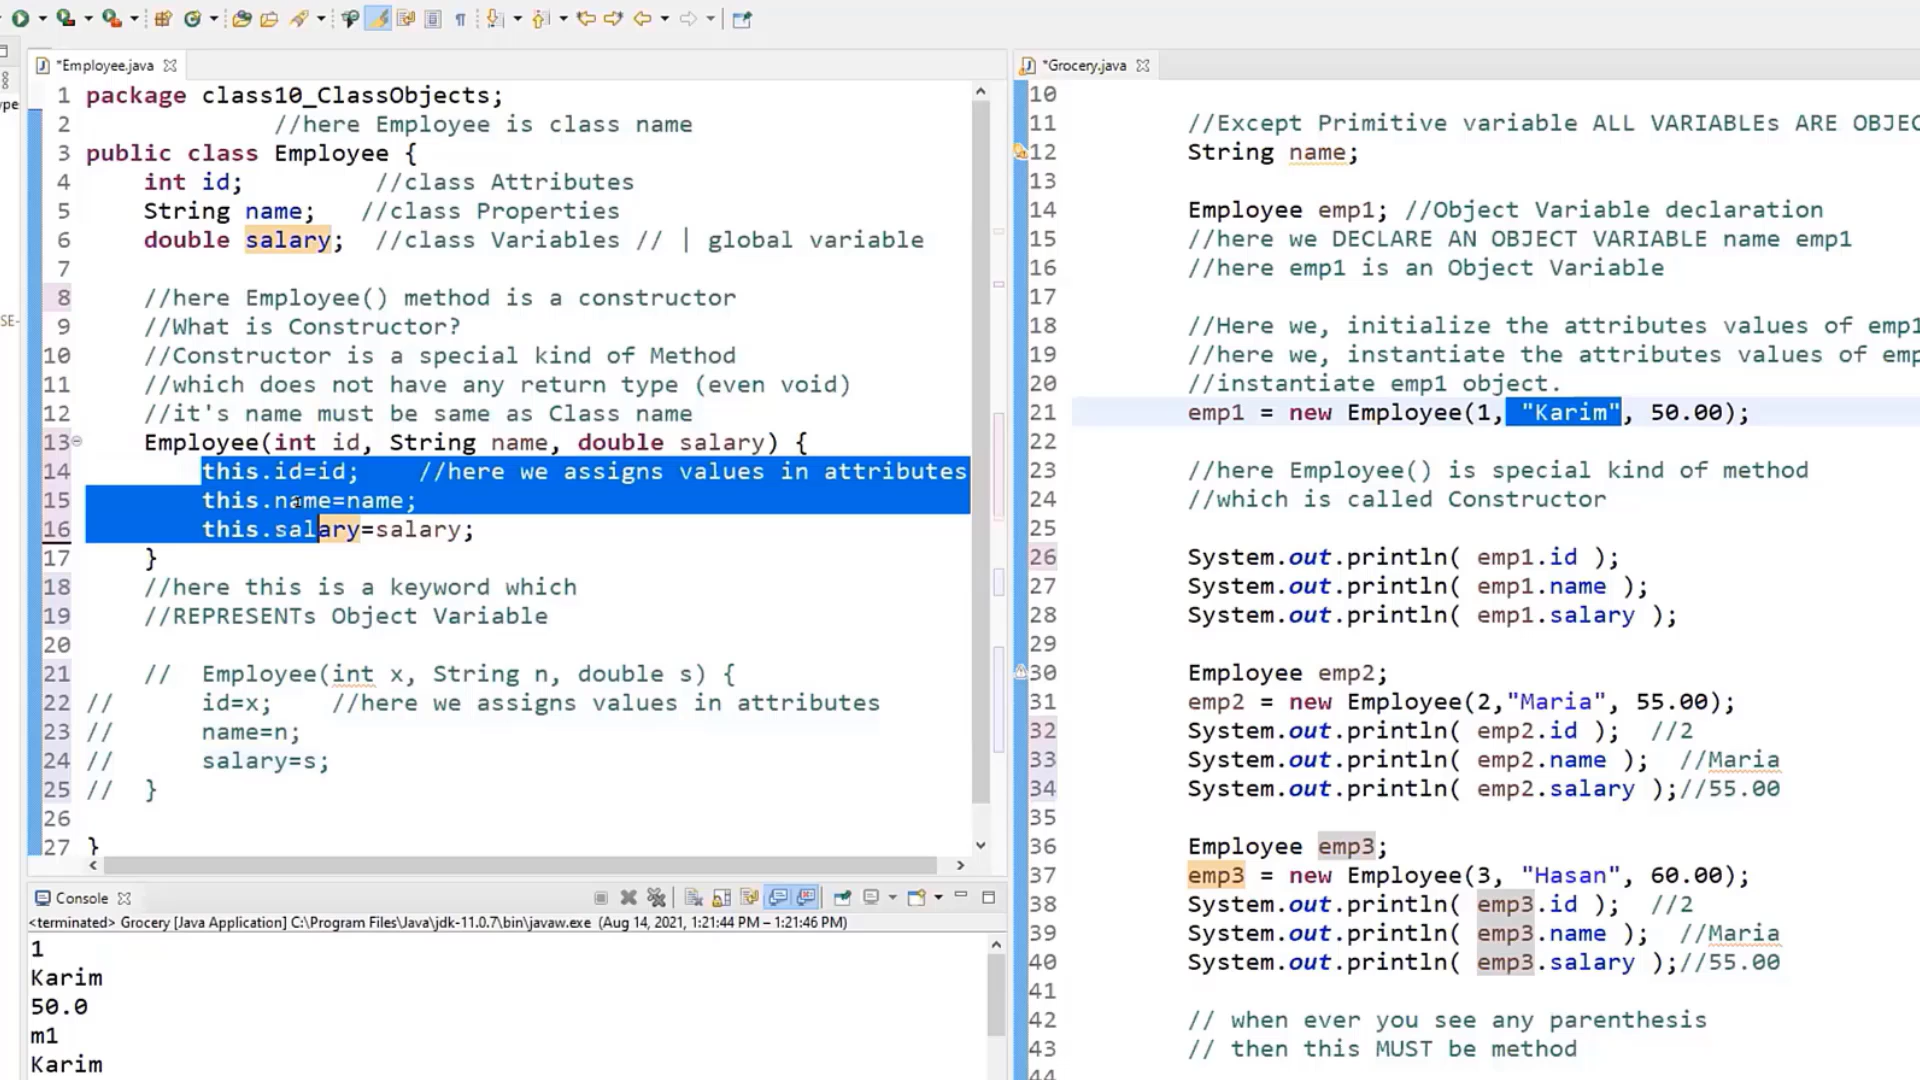 *Employee.java
1 package class10_ClassObjects;
2 //here Employee is class name
3 public class Employee {
4 int id; //class Attributes
5 String name; //class Properties
6 double salary; //class Variables // | global variable
7
8 //here Employee() method is a constructor
9 //What is Constructor?
10 //Constructor is a special kind of Method
11 //which does not have any return type (even void)
12 //it's name must be same as Class name
13 Employee(int id, String name, double salary) {
14 this.id=id; //here we assigns values in attributes
15 this.name=name;
16 this.salary=salary;
17 }
18 //here this is a keyword which
19 //REPRESENTs Object Variable
20
21 // Employee(int x, String n, double s) {
22 // id=x; //here we assigns values in attributes
23 // name=n;
24 // salary=s;
25 // }
26
27 }
Console
<terminated> Grocery [Java Application] C:\Program Files\Java\jdk-11.0.7\bin\javaw.exe (Aug 14, 2021, 1:21:44 PM – 1:21:46 PM)
1
Karim
50.0
m1
Karim
*Grocery.java
10
11 //Except Primitive variable ALL VARIABLEs ARE OBJEC
12 String name;
13
14 Employee emp1; //Object Variable declaration
15 //here we DECLARE AN OBJECT VARIABLE name emp1
16 //here emp1 is an Object Variable
17
18 //Here we, initialize the attributes values of emp1
19 //here we, instantiate the attributes values of emp
20 //instantiate emp1 object.
21 emp1 = new Employee(1, "Karim", 50.00);
22
23 //here Employee() is special kind of method
24 //which is called Constructor
25
26 System.out.println( emp1.id );
27 System.out.println( emp1.name );
28 System.out.println( emp1.salary );
29
30 Employee emp2;
31 emp2 = new Employee(2,"Maria", 55.00);
32 System.out.println( emp2.id ); //2
33 System.out.println( emp2.name ); //Maria
34 System.out.println( emp2.salary );//55.00
35
36 Employee emp3;
37 emp3 = new Employee(3, "Hasan", 60.00);
38 System.out.println( emp3.id ); //2
39 System.out.println( emp3.name ); //Maria
40 System.out.println( emp3.salary );//55.00
41
42 // when ever you see any parenthesis
43 // then this MUST be method
44
ype
SE-